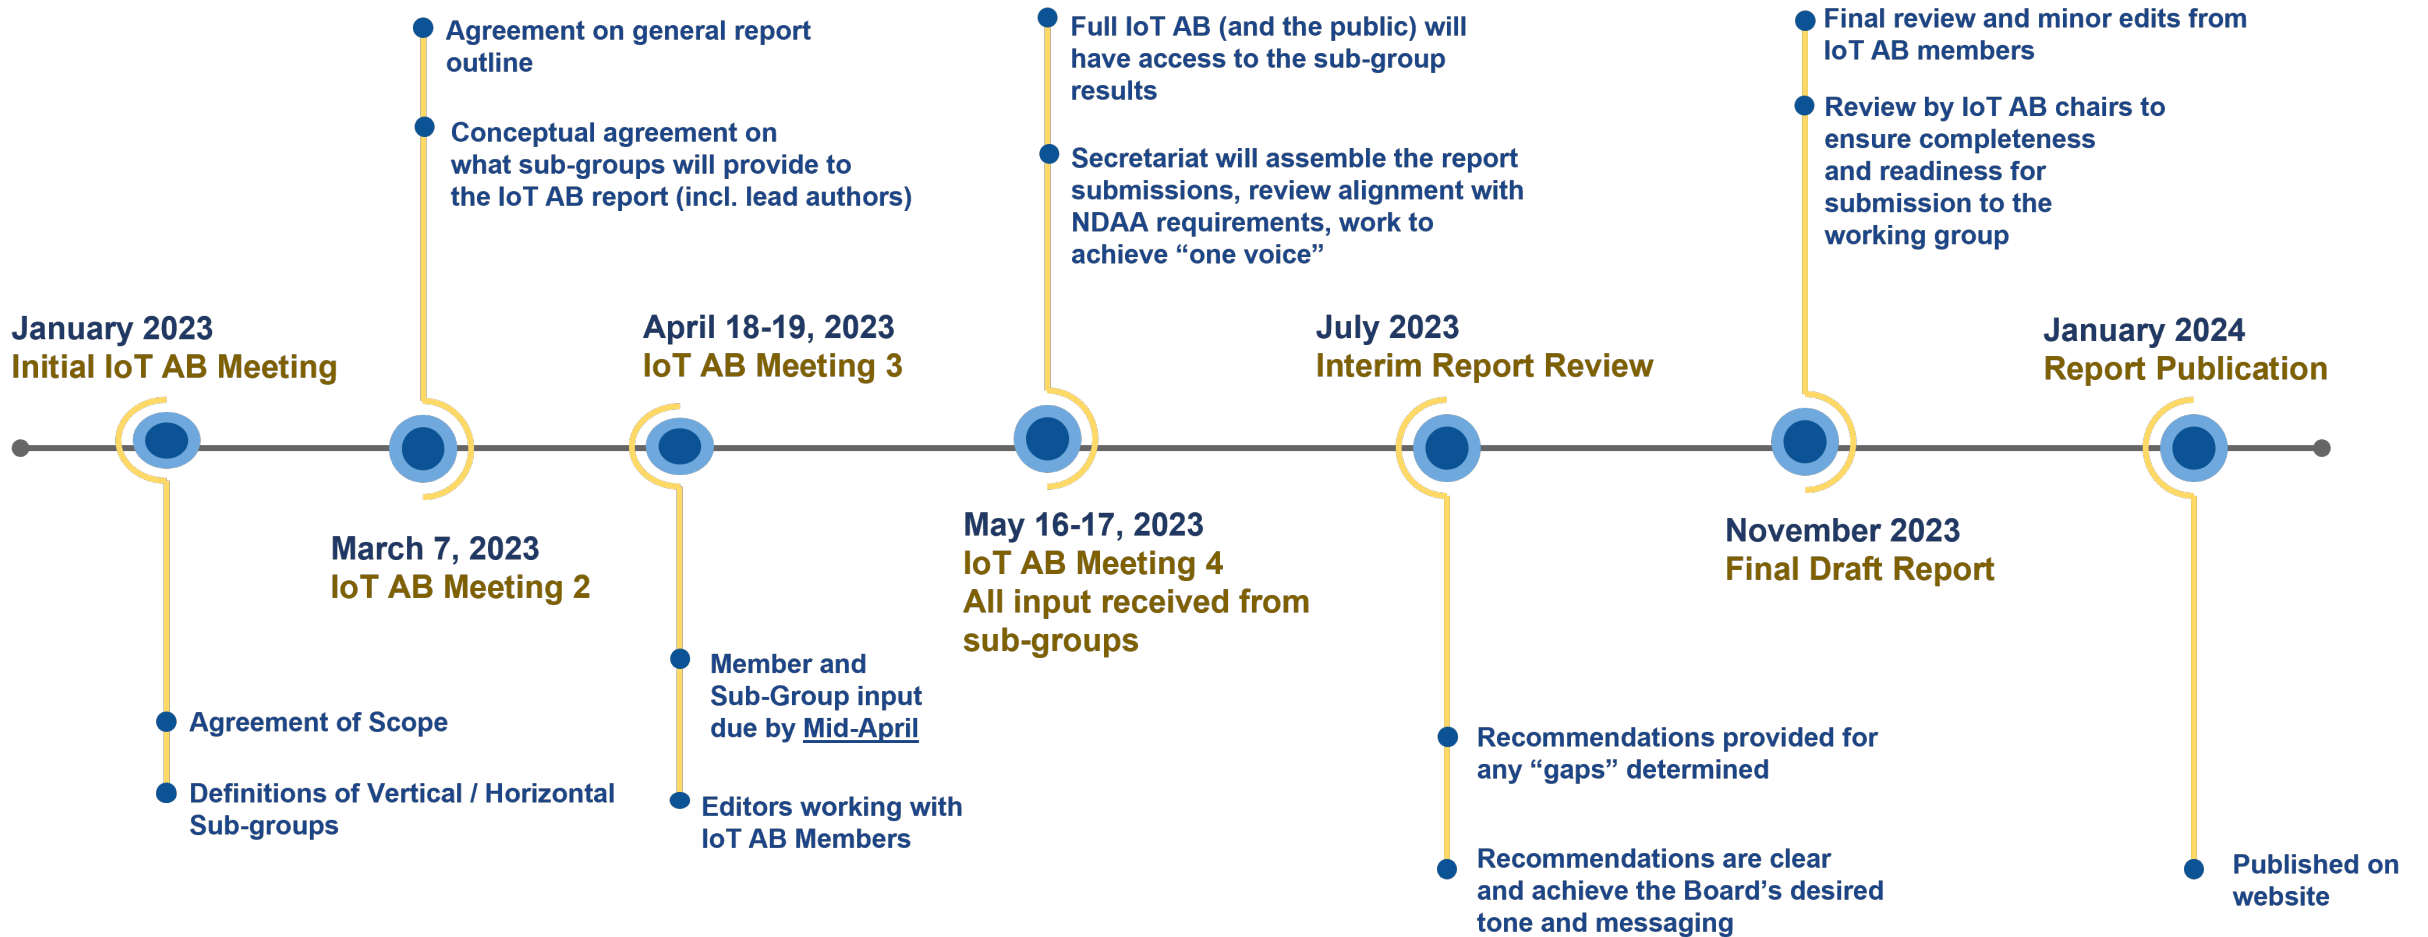 January 2023
Initial IoT AB Meeting
Agreement of Scope
Definitions of Vertical / Horizontal
Sub-groups
Agreement on general report
outline
Conceptual agreement on
what sub-groups will provide to
the IoT AB report (incl. lead authors)
March 7, 2023
IoT AB Meeting 2
April 18-19, 2023
IoT AB Meeting 3
Member and
Sub-Group input
due by Mid-April
Editors working with
IoT AB Members
Full IoT AB (and the public) will
have access to the sub-group
results
Secretariat will assemble the report
submissions, review alignment with
NDAA requirements, work to
achieve “one voice”
May 16-17, 2023
IoT AB Meeting 4
All input received from
sub-groups
July 2023
Interim Report Review
Recommendations provided for
any “gaps” determined
Recommendations are clear
and achieve the Board’s desired
tone and messaging
Final review and minor edits from
IoT AB members
Review by IoT AB chairs to
ensure completeness
and readiness for
submission to the
working group
November 2023
Final Draft Report
January 2024
Report Publication
Published on
website